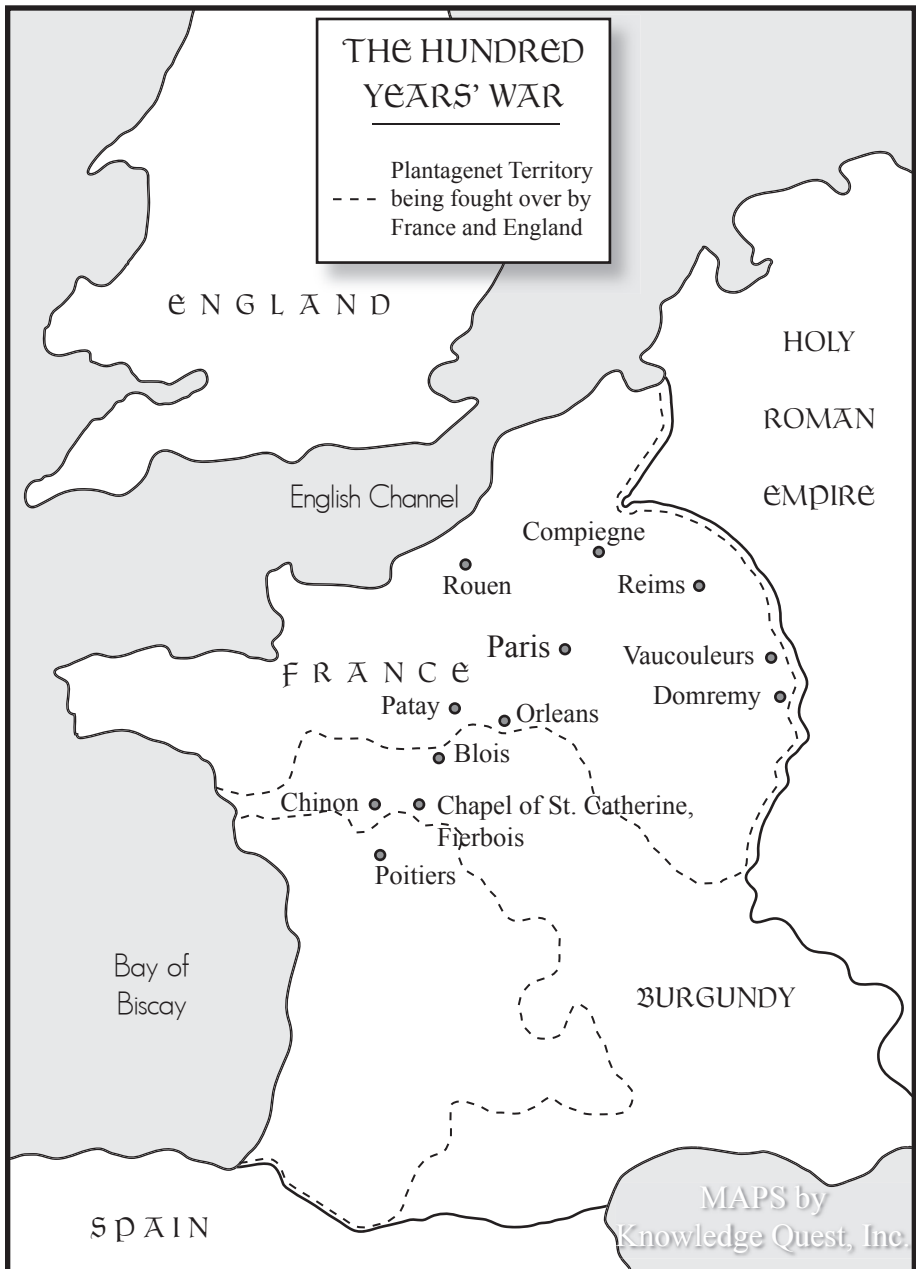 THE HUNDRED
YEARS' WAR
Plantagenet Territory
being fought over by
France and England
ENGLAND
HOLY
ROMAN
EMPIRE
English Channel
Compiegne
Rouen
Reims
Paris
Vaucouleurs
FRANCE
Domremy
Patay
Orleans
Blois
Chinon
Chapel of St. Catherine,
Fierbois
Poitiers
Bay of
Biscay
BURGUNDY
SPAIN
MAPS by
Knowledge Quest, Inc.